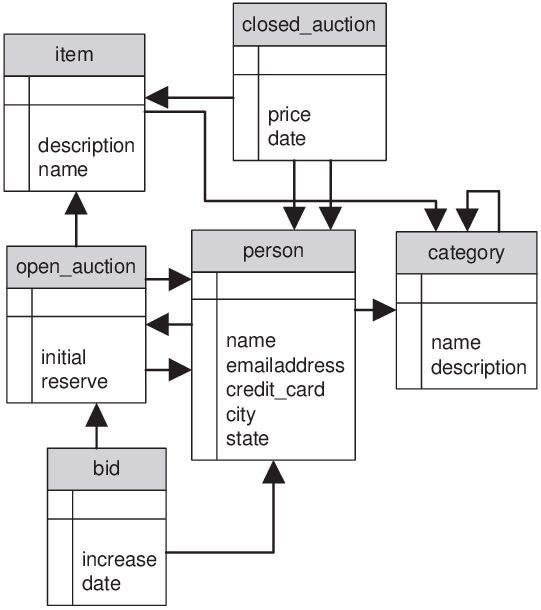 closed_auction
price
date
item
description
name
open_auction
initial
reserve
person
name
emailaddress
credit_card
city
state
category
name
description
bid
increase
date